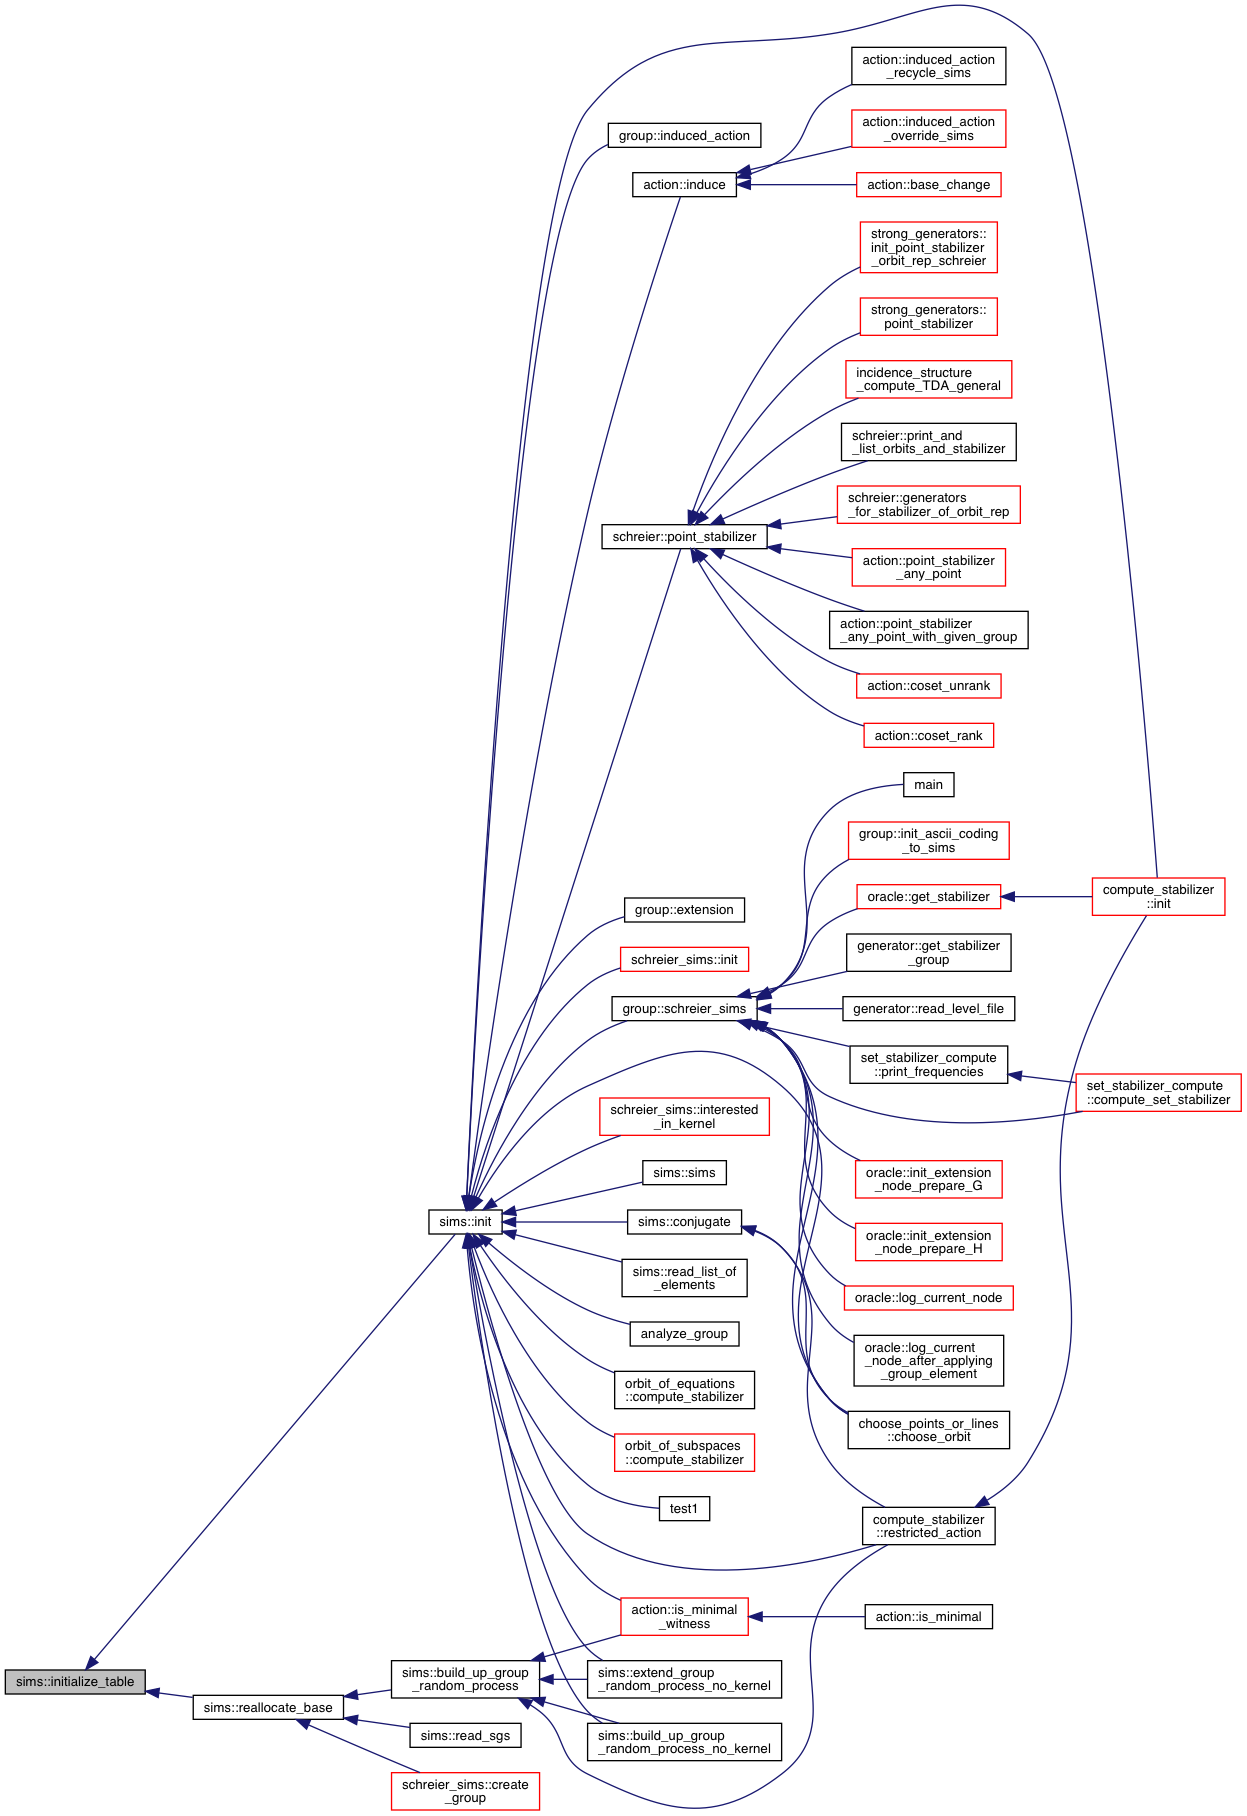 action::induced_action
_recycle_sims
group::induced_action
action::induced_action
_override_sims
action::induce
action::base_change
strong_generators::
init_point_stabilizer
_orbit_rep_schreier
strong_generators::
point_stabilizer
incidence_structure
_compute_TDA_general
schreier::print_and
_list_orbits_and_stabilizer
schreier::generators
_for_stabilizer_of_orbit_rep
schreier::point_stabilizer
action::point_stabilizer
_any_point
action::point_stabilizer
_any_point_with_given_group
action::coset_unrank
action::coset_rank
main
group::init_ascii_coding
_to_sims
oracle::get_stabilizer
compute_stabilizer
::init
group::extension
generator::get_stabilizer
_group
schreier_sims::init
group::schreier_sims
generator::read_level_file
set_stabilizer_compute
::print_frequencies
set_stabilizer_compute
::compute_set_stabilizer
schreier_sims::interested
_in_kernel
sims::sims
oracle::init_extension
_node_prepare_G
sims::init
sims::conjugate
oracle::init_extension
_node_prepare_H
sims::read_list_of
_elements
oracle::log_current_node
analyze_group
oracle::log_current
_node_after_applying
_group_element
orbit_of_equations
::compute_stabilizer
choose_points_or_lines
::choose_orbit
orbit_of_subspaces
::compute_stabilizer
test1
compute_stabilizer
::restricted_action
action::is_minimal
_witness
action::is_minimal
sims::initialize_table
sims::build_up_group
_random_process
sims::extend_group
_random_process_no_kernel
sims::reallocate_base
sims::read_sgs
sims::build_up_group
_random_process_no_kernel
schreier_sims::create
_group